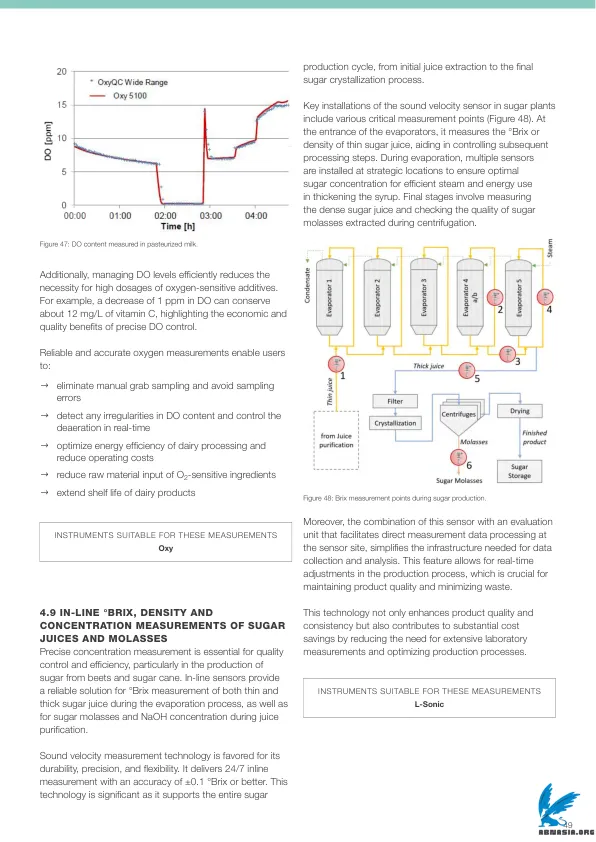 20
15
10
5
0
DO [ppm]
OxyQC Wide Range
Oxy 5100
00:00 01:00 02:00 03:00 04:00
Time [h]
Figure 47: DO content measured in pasteurized milk.
Additionally, managing DO levels efficiently reduces the
necessity for high dosages of oxygen-sensitive additives.
For example, a decrease of 1 ppm in DO can conserve
about 12 mg/L of vitamin C, highlighting the economic and
quality benefits of precise DO control.
Reliable and accurate oxygen measurements enable users
to:
→ eliminate manual grab sampling and avoid sampling
errors
→ detect any irregularities in DO content and control the
deaeration in real-time
→ optimize energy efficiency of dairy processing and
reduce operating costs
→ reduce raw material input of O₂-sensitive ingredients
→ extend shelf life of dairy products
INSTRUMENTS SUITABLE FOR THESE MEASUREMENTS
Oxy
4.9 IN-LINE °BRIX, DENSITY AND
CONCENTRATION MEASUREMENTS OF SUGAR
JUICES AND MOLASSES
Precise concentration measurement is essential for quality
control and efficiency, particularly in the production of
sugar from beets and sugar cane. In-line sensors provide
a reliable solution for °Brix measurement of both thin and
thick sugar juice during the evaporation process, as well as
for sugar molasses and NaOH concentration during juice
purification.
Sound velocity measurement technology is favored for its
durability, precision, and flexibility. It delivers 24/7 inline
measurement with an accuracy of ±0.1 °Brix or better. This
technology is significant as it supports the entire sugar
production cycle, from initial juice extraction to the final
sugar crystallization process.
Key installations of the sound velocity sensor in sugar plants
include various critical measurement points (Figure 48). At
the entrance of the evaporators, it measures the °Brix or
density of thin sugar juice, aiding in controlling subsequent
processing steps. During evaporation, multiple sensors
are installed at strategic locations to ensure optimal
sugar concentration for efficient steam and energy use
in thickening the syrup. Final stages involve measuring
the dense sugar juice and checking the quality of sugar
molasses extracted during centrifugation.
Steam
Condensate
Evaporator 1
Evaporator 2
Evaporator 3
Evaporator 4
a/b
Evaporator 5
2
4
3
1
Thick juice
5
Thin juice
Filter
Crystallization
Centrifuges
Drying
Molasses
Finished
product
from Juice
purification
6
Sugar Molasses
Sugar
Storage
Figure 48: Brix measurement points during sugar production.
Moreover, the combination of this sensor with an evaluation
unit that facilitates direct measurement data processing at
the sensor site, simplifies the infrastructure needed for data
collection and analysis. This feature allows for real-time
adjustments in the production process, which is crucial for
maintaining product quality and minimizing waste.
This technology not only enhances product quality and
consistency but also contributes to substantial cost
savings by reducing the need for extensive laboratory
measurements and optimizing production processes.
INSTRUMENTS SUITABLE FOR THESE MEASUREMENTS
L-Sonic
49
ABNASIA.ORG